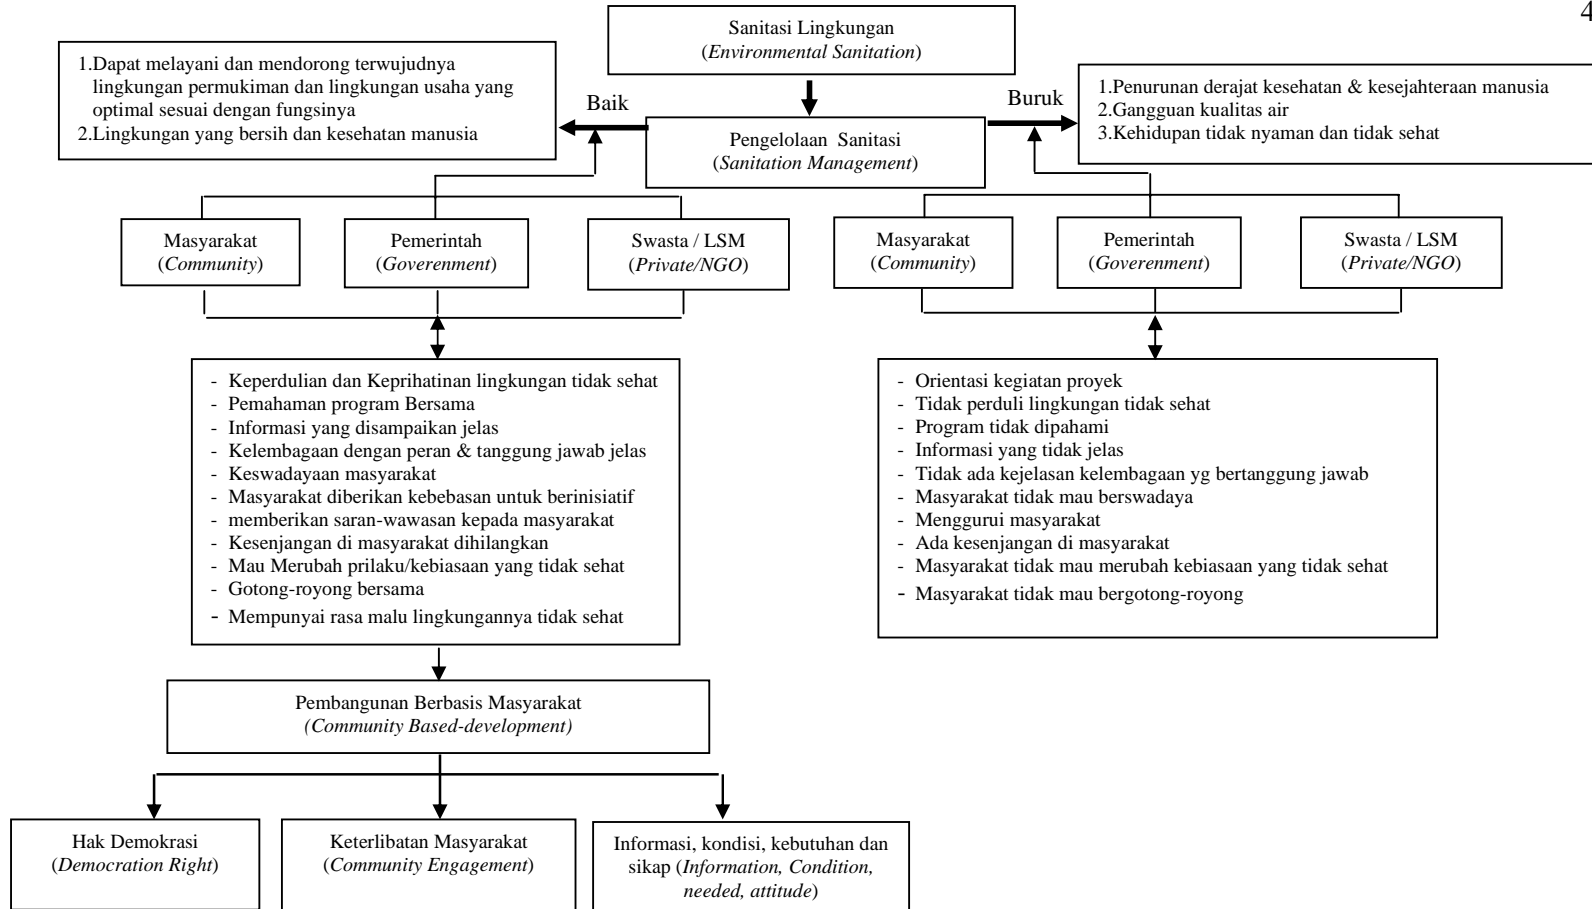 4
Sanitasi Lingkungan
(Environmental Sanitation)
1.Dapat melayani dan mendorong terwujudnya
lingkungan permukiman dan lingkungan usaha yang
optimal sesuai dengan fungsinya
2.Lingkungan yang bersih dan kesehatan manusia
Baik
Buruk
1.Penurunan derajat kesehatan & kesejahteraan manusia
2.Gangguan kualitas air
3.Kehidupan tidak nyaman dan tidak sehat
Pengelolaan Sanitasi
(Sanitation Management)
Masyarakat
(Community)
Pemerintah
(Goverenment)
Swasta / LSM
(Private/NGO)
Masyarakat
(Community)
Pemerintah
(Goverenment)
Swasta / LSM
(Private/NGO)
- Keperdulian dan Keprihatinan lingkungan tidak sehat
- Pemahaman program Bersama
- Informasi yang disampaikan jelas
- Kelembagaan dengan peran & tanggung jawab jelas
- Keswadayaan masyarakat
- Masyarakat diberikan kebebasan untuk berinisiatif
- memberikan saran-wawasan kepada masyarakat
- Kesenjangan di masyarakat dihilangkan
- Mau Merubah prilaku/kebiasaan yang tidak sehat
- Gotong-royong bersama
- Mempunyai rasa malu lingkungannya tidak sehat
- Orientasi kegiatan proyek
- Tidak perduli lingkungan tidak sehat
- Program tidak dipahami
- Informasi yang tidak jelas
- Tidak ada kejelasan kelembagaan yg bertanggung jawab
- Masyarakat tidak mau berswadaya
- Menggurui masyarakat
- Ada kesenjangan di masyarakat
- Masyarakat tidak mau merubah kebiasaan yang tidak sehat
- Masyarakat tidak mau bergotong-royong
Pembangunan Berbasis Masyarakat
(Community Based-development)
Hak Demokrasi
(Democration Right)
Keterlibatan Masyarakat
(Community Engagement)
Informasi, kondisi, kebutuhan dan
sikap (Information, Condition,
needed, attitude)